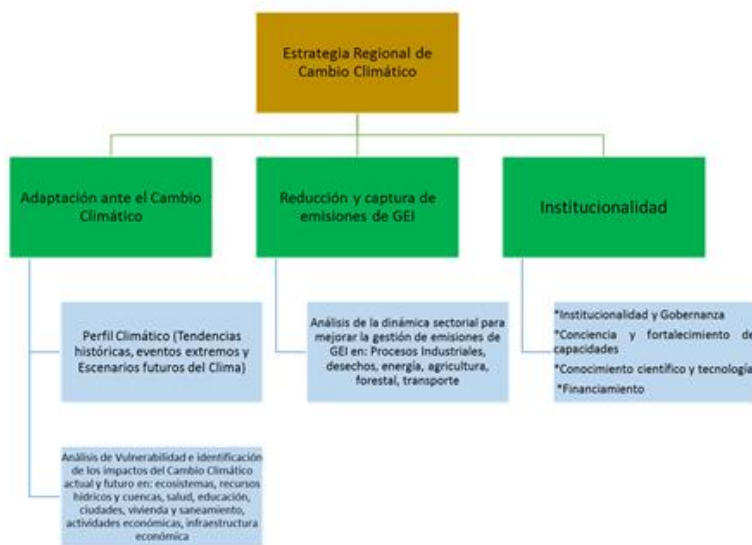 Estrategia Regional de
Cambio Climático
Adaptación ante el Cambio
Climático
Reducción y captura de
emisiones de GEI
Institucionalidad
Perfil Climático (Tendencias
históricas, eventos extremos y
Escenarios futuros del Clima)
Análisis de la dinámica sectorial para
mejorar la gestión de emisiones de
GEI en: Procesos Industriales,
desechos, energía, agricultura,
forestal, transporte
*Institucionalidad y Gobernanza
*Conciencia y fortalecimiento de
capacidades
*Conocimiento científico y tecnología
*Financiamiento
Análisis de Vulnerabilidad e identificación
de los impactos del Cambio Climático
actual y futuro en: ecosistemas, recursos
hídricos y cuencas, salud, educación,
ciudades, vivienda y saneamiento,
actividades económicas, infraestructura
económica